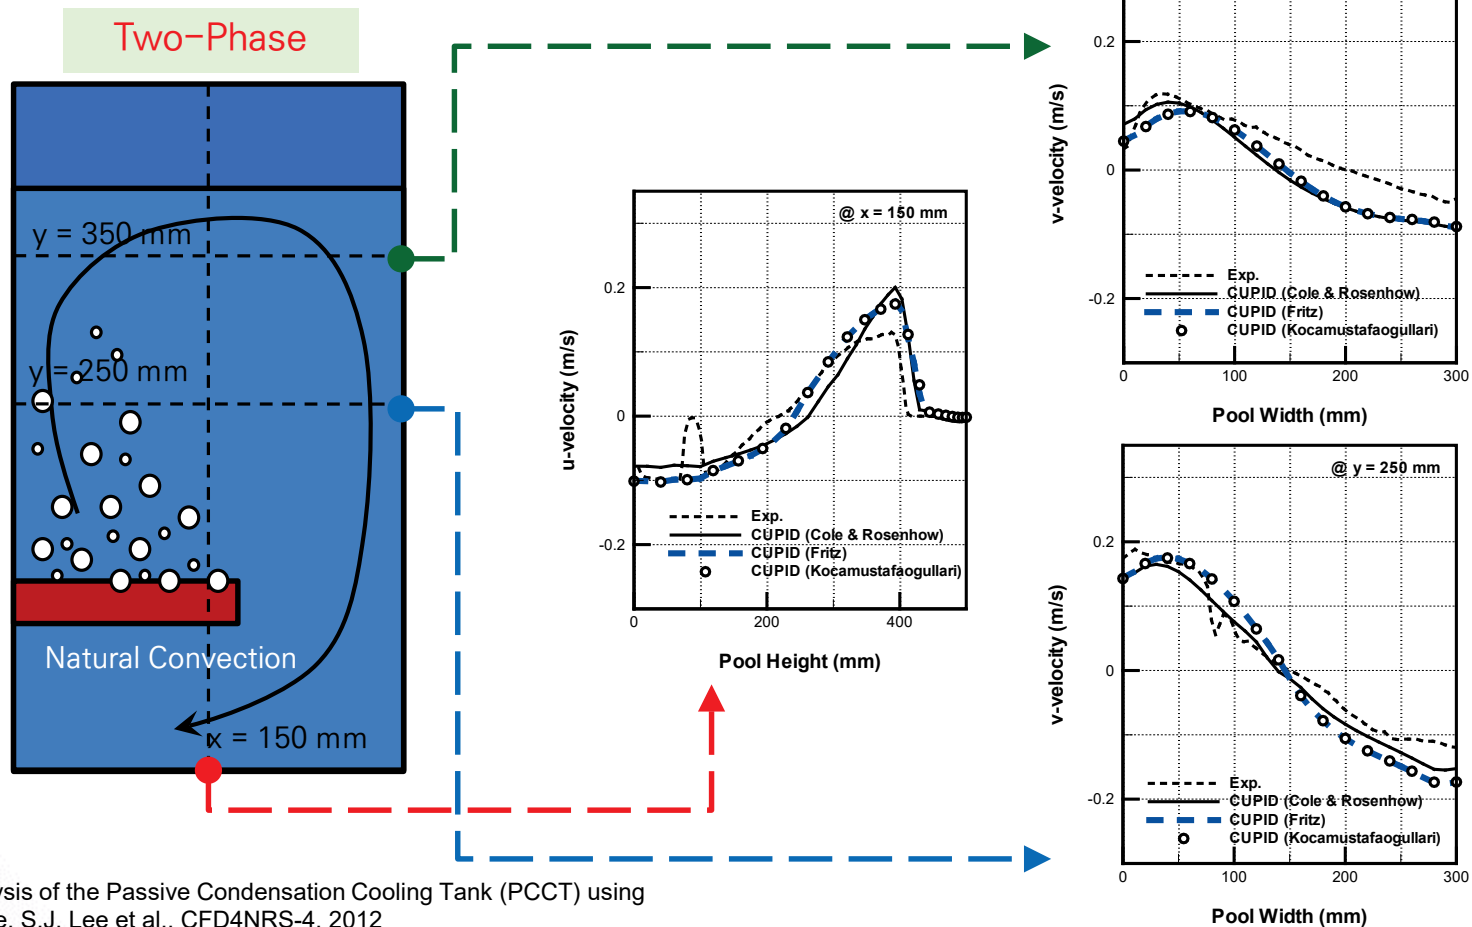 Two-Phase
y = 350 mm
y = 250 mm
Natural Convection
x = 150 mm
@ x = 150 mm
0.2
0
-0.2
u-velocity (m/s)
Exp.
CUPID (Cole & Rosenhow)
CUPID (Fritz)
CUPID (Kocamustafaogullari)
0 200 400
Pool Height (mm)
0.2
0
-0.2
v-velocity (m/s)
Exp.
CUPID (Cole & Rosenhow)
CUPID (Fritz)
CUPID (Kocamustafaogullari)
0 100 200 300
Pool Width (mm)
@ y = 250 mm
0.2
0
-0.2
v-velocity (m/s)
Exp.
CUPID (Cole & Rosenhow)
CUPID (Fritz)
CUPID (Kocamustafaogullari)
0 100 200 300
Pool Width (mm)
ysis of the Passive Condensation Cooling Tank (PCCT) using
e, S.J. Lee et al., CFD4NRS-4, 2012